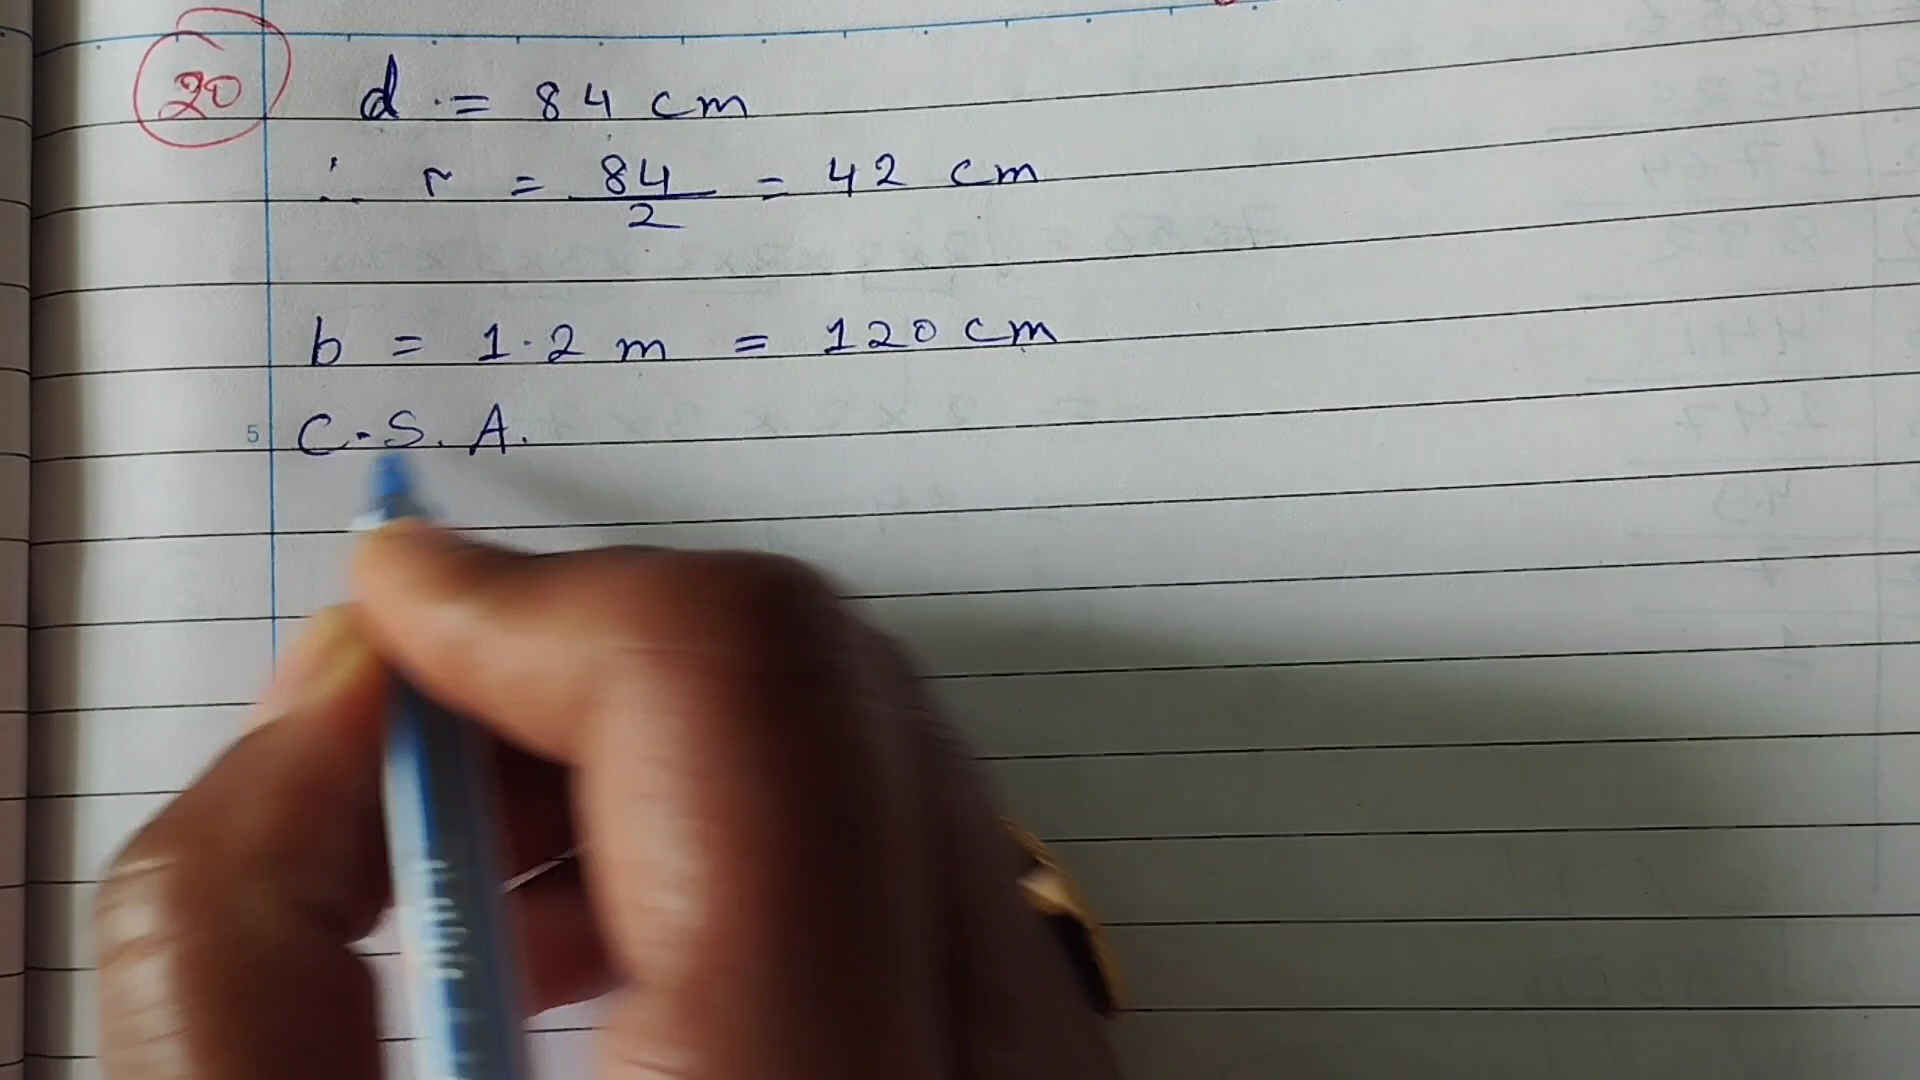 20 d = 84 cm
∴ r = 84/2 = 42 cm
b = 1.2 m = 120 cm
5 C.S.A.